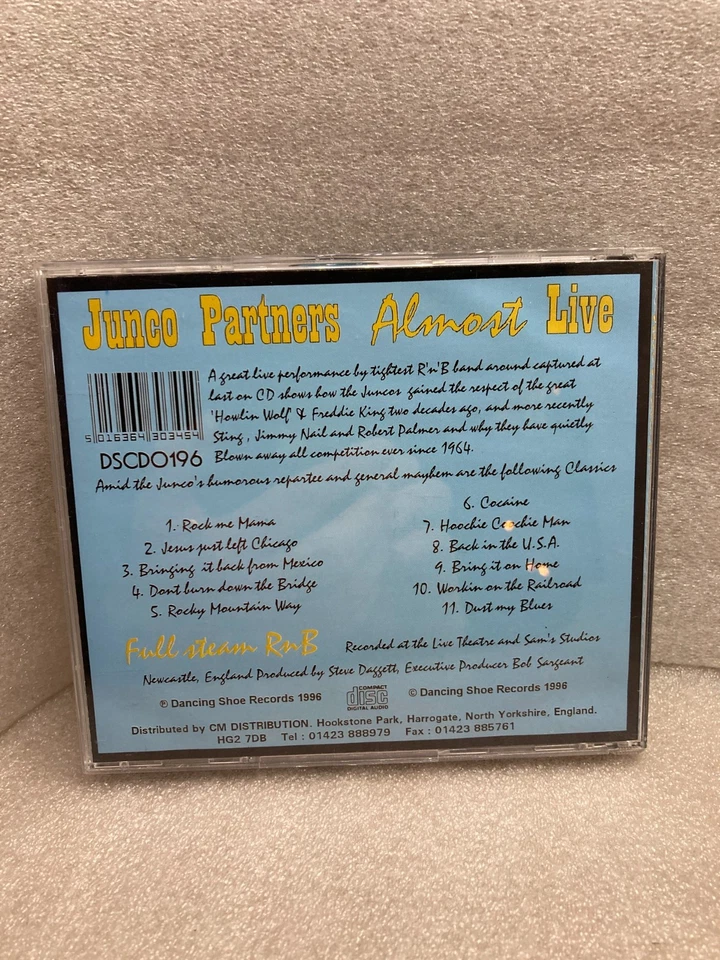 Junco Partners Almost Live
A great live performance by tightest R'n'B band around captured at
last on CD shows how the Juncos gained the respect of the great
'Howlin Wolf' & Freddie King two decades ago, and more recently
Sting, Jimmy Nail and Robert Palmer and why they have quietly
Blown away all competition ever since 1964.
5 016364 303454
DSCD0196
Amid the Junco's humorous repartee and general mayhem are the following Classics
1. Rock me Mama
2. Jesus just left Chicago
3. Bringing it back from Mexico
4. Dont burn down the Bridge
5. Rocky Mountain Way
6. Cocaine
7. Hoochie Coochie Man
8. Back in the U.S.A.
9. Bring it on Home
10. Workin on the Railroad
11. Dust my Blues
Full steam RnB
Recorded at the Live Theatre and Sam's Studios
Newcastle, England Produced by Steve Daggett, Executive Producer Bob Sargeant
℗ Dancing Shoe Records 1996
COMPACT
disc
DIGITAL AUDIO
© Dancing Shoe Records 1996
Distributed by CM DISTRIBUTION. Hookstone Park, Harrogate, North Yorkshire, England.
HG2 7DB Tel : 01423 888979 Fax : 01423 885761